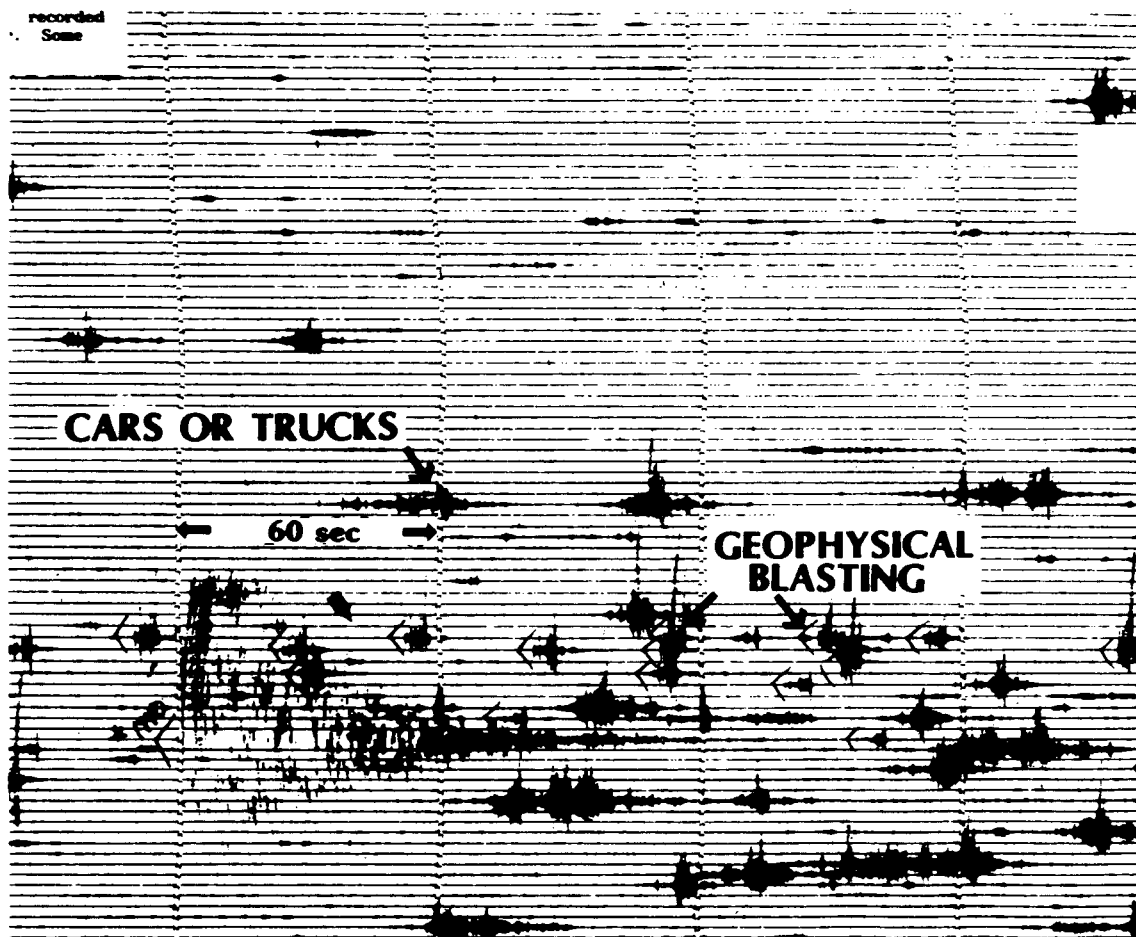 recorded
. Some
CARS OR TRUCKS
60 sec
GEOPHYSICAL
BLASTING